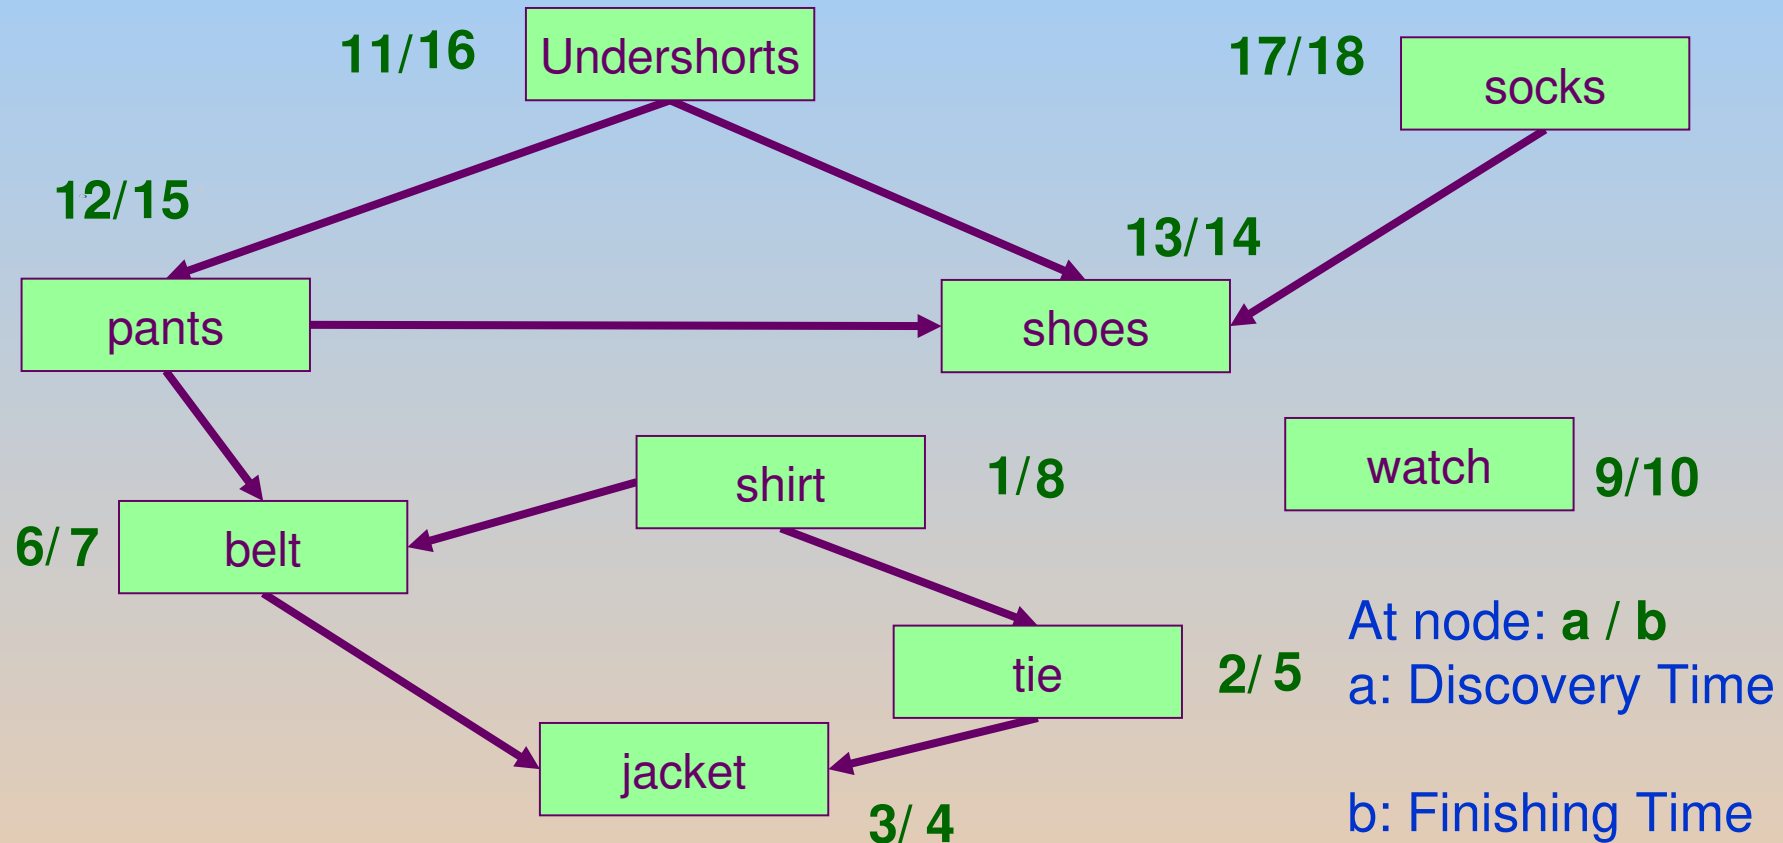 11/16
Undershorts
17/18
socks
12/15
13/14
pants
shoes
shirt
1/8
watch
9/10
6/ 7
belt
At node: a / b
tie
2/ 5
a: Discovery Time
jacket
3/ 4
b: Finishing Time